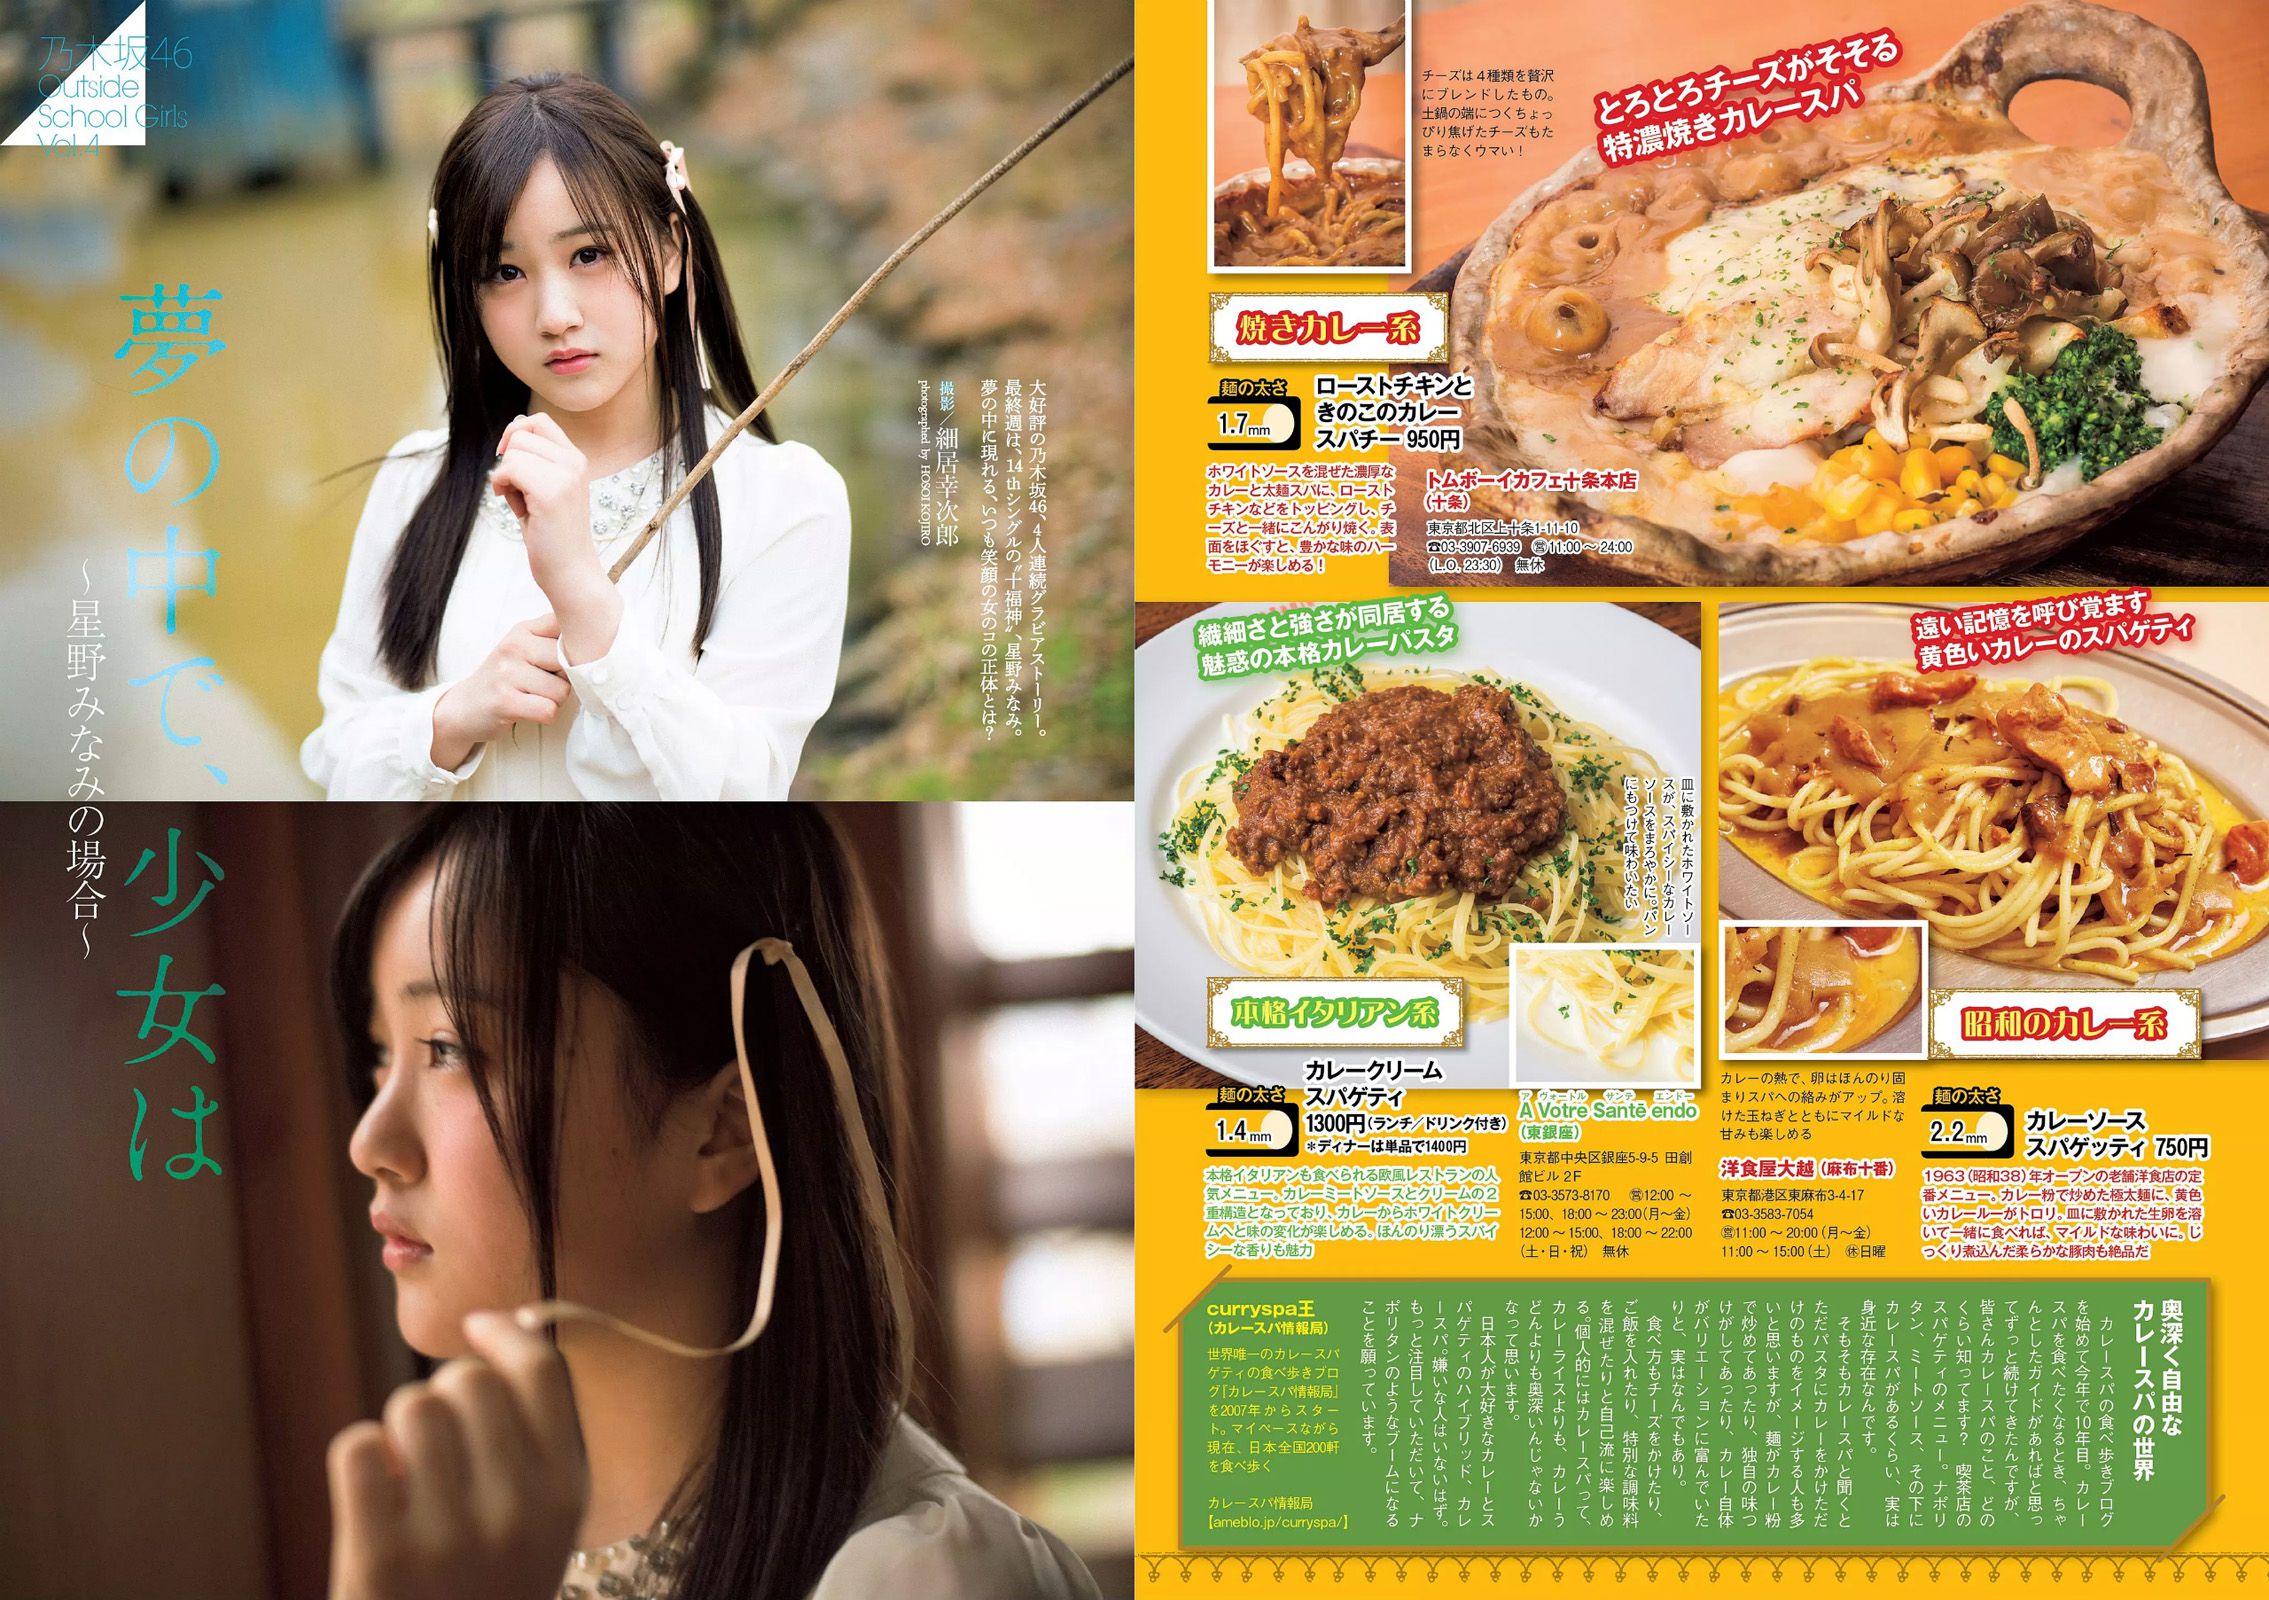 乃木坂46
Outside
School Girls
Vol.4
夢の中で、少女は
〜星野みなみの場合〜
大好評の乃木坂46、4人連続グラビアストーリー。
最終週は、14thシングルの“十福神”、星野みなみ。
夢の中に現れる、いつも笑顔の女のコの正体とは?
撮影／細居幸次郎
photographed by HOSOI KOJIRO
チーズは4種類を贅沢
にブレンドしたもの。
土鍋の端につくちょっ
ぴり焦げたチーズもた
まらなくウマい！
とろとろチーズがそそる
特濃焼きカレースパ
焼きカレー系
麺の太さ
1.7mm
ローストチキンと
きのこのカレー
スパチー 950円
ホワイトソースを混ぜた濃厚な
カレーと太麺スパに、ロースト
チキンなどをトッピングし、チ
ーズと一緒にこんがり焼く。表
面をほぐすと、豊かな味のハー
モニーが楽しめる！
トムボーイカフェ十条本店
（十条）
東京都北区上十条1-11-10
☎03-3907-6939 ㊡11:00〜24:00
（L.O. 23:30） 無休
繊細さと強さが同居する
魅惑の本格カレーパスタ
皿に敷かれたホワイトソー
スが、スパイシーなカレー
ソースをまろやかに。パン
にもつけて味わいたい
本格イタリアン系
麺の太さ
1.4mm
カレークリーム
スパゲティ
1300円（ランチ／ドリンク付き）
＊ディナーは単品で1400円
本格イタリアンも食べられる欧風レストランの人
気メニュー。カレーミートソースとクリームの2
重構造となっており、カレーからホワイトクリー
ムへと味の変化が楽しめる。ほんのり漂うスパイ
シーな香りも魅力
ア ヴォートル サンテ エンドー
A Votre Santé endo
（東銀座）
東京都中央区銀座5-9-5 田創
館ビル2F
☎03-3573-8170 ㊡12:00〜
15:00、18:00〜23:00（月〜金）
12:00〜15:00、18:00〜22:00
（土・日・祝） 無休
遠い記憶を呼び覚ます
黄色いカレーのスパゲティ
昭和のカレー系
カレーの熱で、卵はほんのり固
まりスパへの絡みがアップ。溶
けた玉ねぎとともにマイルドな
甘みも楽しめる
洋食屋大越（麻布十番）
東京都港区東麻布3-4-17
☎03-3583-7054
㊡11:00〜20:00（月〜金）
11:00〜15:00（土） ㊡日曜
麺の太さ
2.2mm
カレーソース
スパゲッティ 750円
1963（昭和38）年オープンの老舗洋食店の定
番メニュー。カレー粉で炒めた極太麺に、黄色
いカレールーがトロリ。皿に敷かれた生卵を溶
いて一緒に食べれば、マイルドな味わいに。じ
っくり煮込んだ柔らかな豚肉も絶品だ
奥深く自由な
カレースパの世界
カレースパの食べ歩きブログ
を始めて今年で10年目。カレー
スパを食べたくなるとき、ちゃ
んとしたガイドがあればと思っ
てずっと続けてきたんですが、
皆さんカレースパのこと、どの
くらい知ってます？ 喫茶店の
スパゲティのメニュー。ナポリ
タン、ミートソース、その下に
カレースパがあるくらい、実は
身近な存在なんです。
そもそもカレースパと聞くと
ただパスタにカレーをかけただ
けのものをイメージする人も多
いと思いますが、麺がカレー粉
で炒めてあったり、独自の味つ
けがしてあったり、カレー自体
がバリエーションに富んでいた
りと、実はなんでもあり。
食べ方もチーズをかけたり、
ご飯を入れたり、特別な調味料
を混ぜたりと自己流に楽しめ
る。個人的にはカレースパって、
カレーライスよりも、カレーう
どんよりも奥深いんじゃないか
なって思います。
日本人が大好きなカレーとス
パゲティのハイブリッド、カレ
ースパ。嫌いな人はいないはず。
もっと注目していただいて、ナ
ポリタンのようなブームになる
ことを願っています。
curryspa王
（カレースパ情報局）
世界唯一のカレースパ
ゲティの食べ歩きブロ
グ「カレースパ情報局」
を2007年からスター
ト。マイペースながら
現在、日本全国200軒
を食べ歩く
カレースパ情報局
【ameblo.jp/curryspa/】